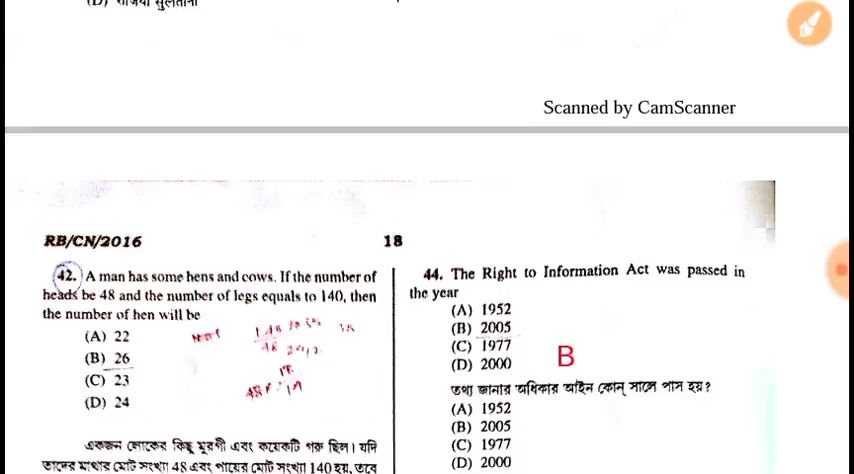 (D) राजिया सुलताना
Scanned by CamScanner
RB/CN/2016
18
42. A man has some hens and cows. If the number of
heads be 48 and the number of legs equals to 140, then
the number of hen will be
(A) 22
(B) 26
(C) 23
(D) 24
একজন লোকের কিছু মুরগী এবং কয়েকটি গরু ছিল। যদি
তাদের মাথার মোট সংখ্যা 48 এবং পায়ের মোট সংখ্যা 140 হয়, তবে
44. The Right to Information Act was passed in
the year
(A) 1952
(B) 2005
(C) 1977
(D) 2000
B
তথ্য জানার অধিকার আইন কোন্ সালে পাস হয়?
(A) 1952
(B) 2005
(C) 1977
(D) 2000